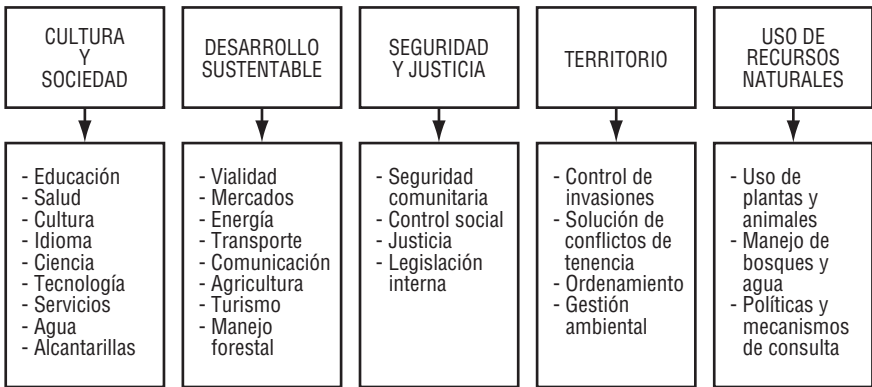 CULTURA
Y
SOCIEDAD
- Educación
- Salud
- Cultura
- Idioma
- Ciencia
- Tecnología
- Servicios
- Agua
- Alcantarillas
DESARROLLO
SUSTENTABLE
- Vialidad
- Mercados
- Energía
- Transporte
- Comunicación
- Agricultura
- Turismo
- Manejo
forestal
SEGURIDAD
Y JUSTICIA
- Seguridad
comunitaria
- Control social
- Justicia
- Legislación
interna
TERRITORIO
- Control de
invasiones
- Solución de
conflictos de
tenencia
- Ordenamiento
- Gestión
ambiental
USO DE
RECURSOS
NATURALES
- Uso de
plantas y
animales
- Manejo de
bosques y
agua
- Políticas y
mecanismos
de consulta